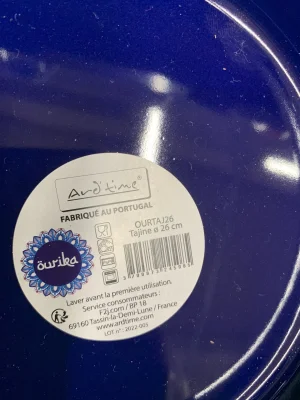 Ard'time
FABRIQUÉ AU PORTUGAL
OURTAJ26
Tajine ø 26 cm
ourika
Laver avant la première utilisation.
Service consommateurs :
F2J.com / BP 18
69160 Tassin-la-Demi-Lune / France
www.ardtime.com
LOT n° : 2022-003